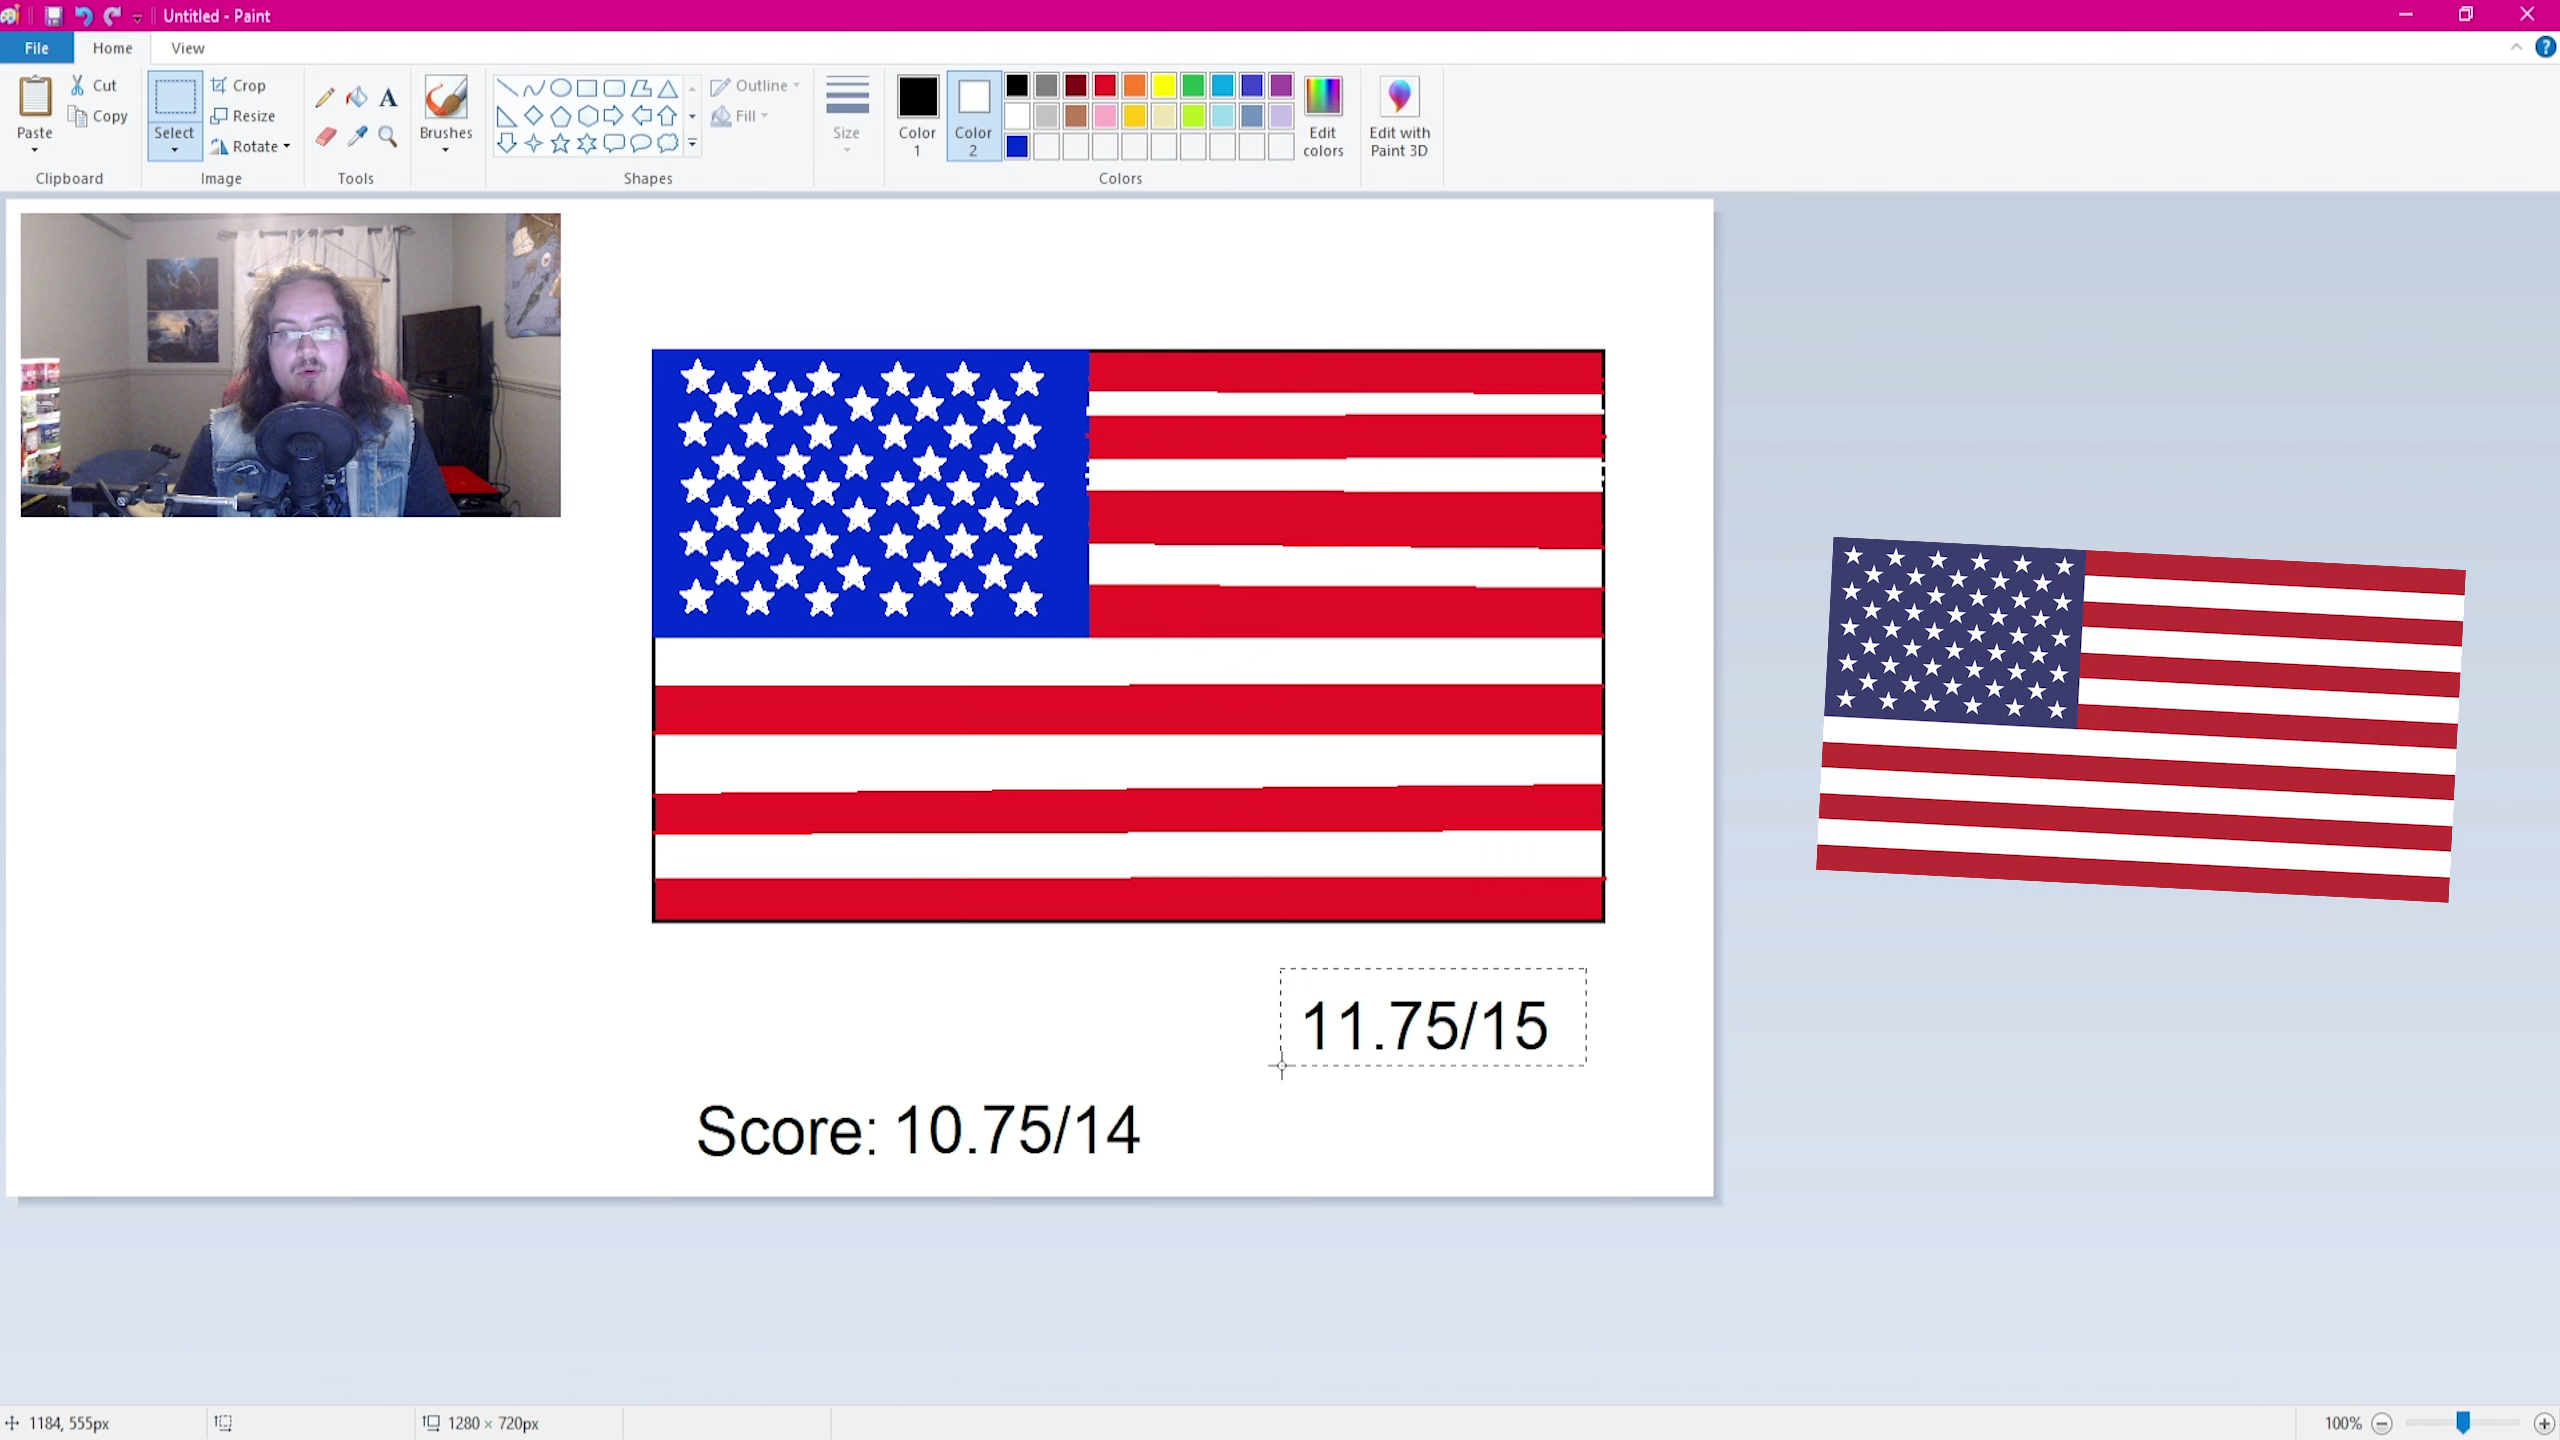 Untitled - Paint
File Home View
Paste
Cut
Copy
Clipboard
Select
Crop
Resize
Rotate
Image
A
Tools
Brushes
Shapes
Outline
Fill
Size
Color
1
Color
2
Edit
colors
Colors
Edit with
Paint 3D
11.75/15
Score: 10.75/14
1184, 555px
1280 × 720px
100%